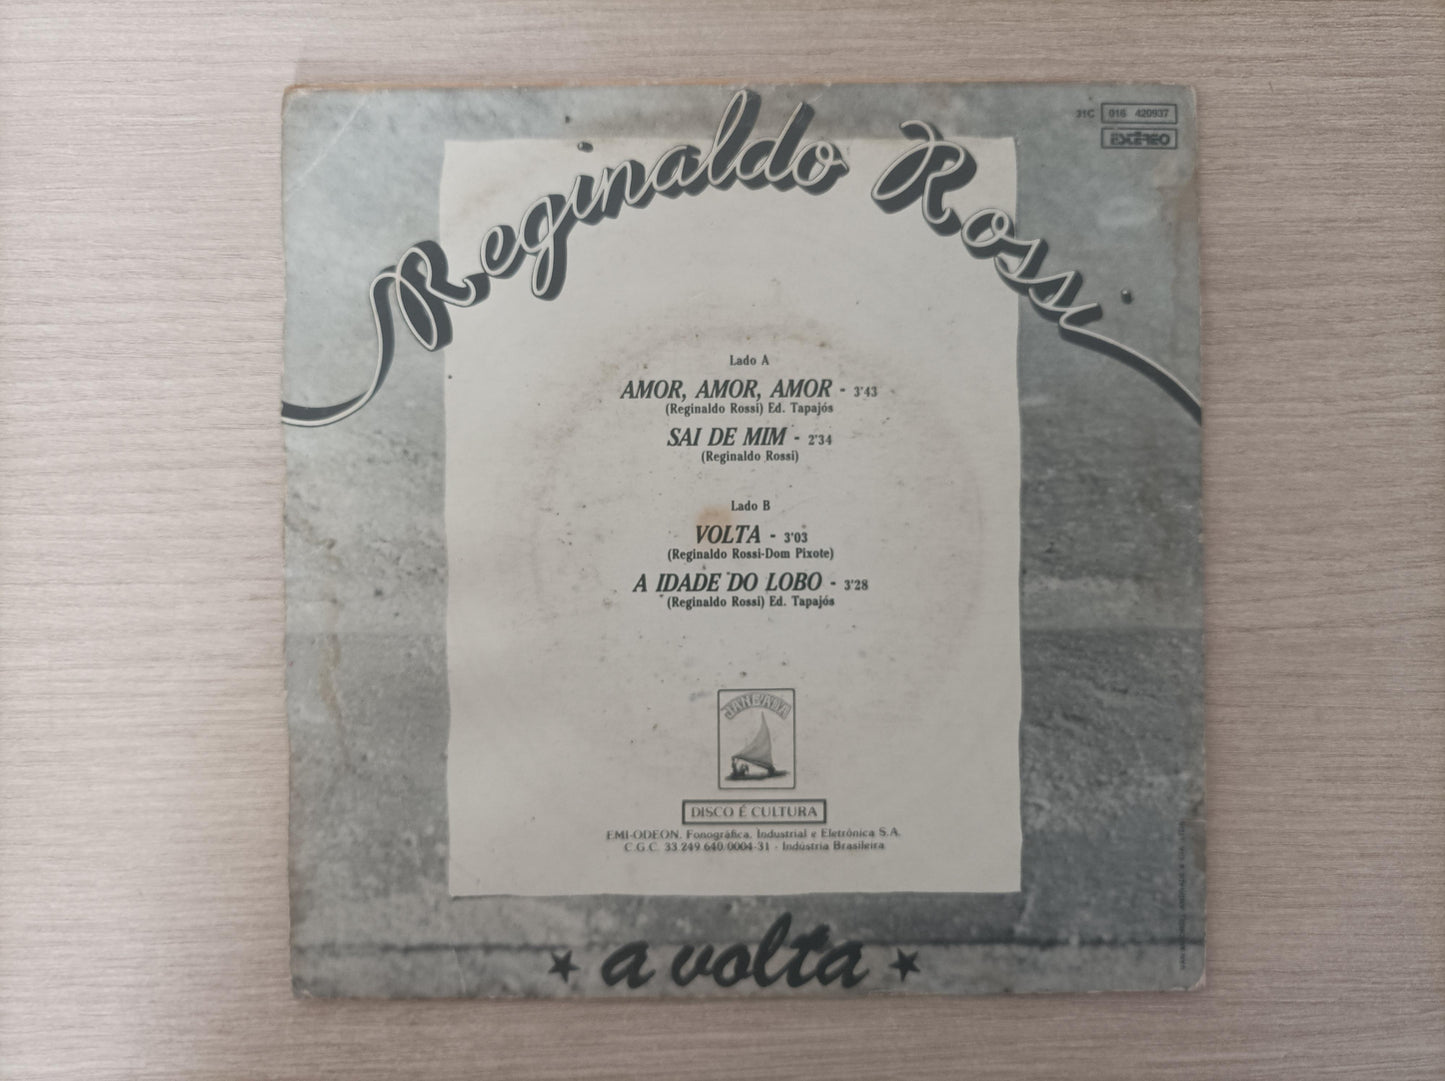 31C 016 420937
ESTÉREO
Reginaldo Rossi
Lado A
AMOR, AMOR, AMOR - 3'43
(Reginaldo Rossi) Ed. Tapajós
SAI DE MIM - 2'34
(Reginaldo Rossi)
Lado B
VOLTA - 3'03
(Reginaldo Rossi-Dom Pixote)
A IDADE DO LOBO - 3'28
(Reginaldo Rossi) Ed. Tapajós
JANGADA
DISCO É CULTURA
EMI-ODEON, Fonográfica, Industrial e Eletrônica S.A.
C.G.C. 33.249.640/0004-31 - Indústria Brasileira
★ a volta ★